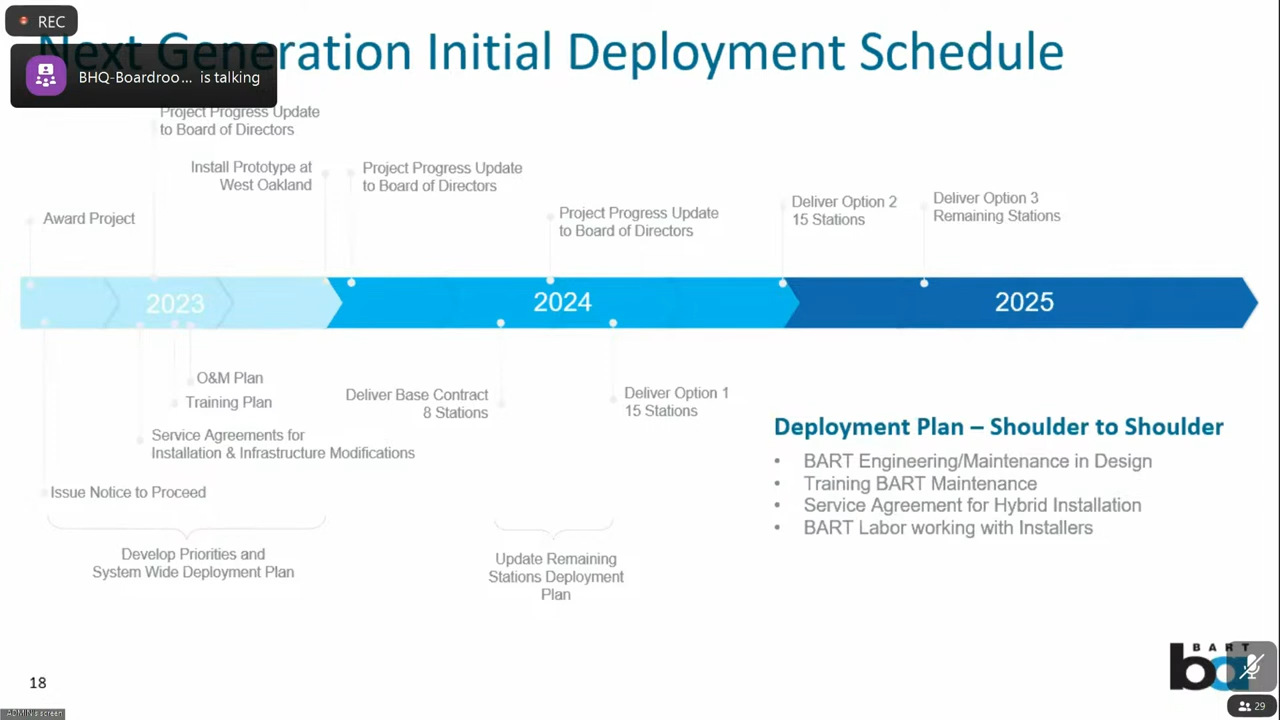 REC
Next Generation Initial Deployment Schedule
BHQ-Boardroo... is talking
Project Progress Update
to Board of Directors
Install Prototype at
West Oakland
Project Progress Update
to Board of Directors
Award Project
Project Progress Update
to Board of Directors
Deliver Option 2
15 Stations
Deliver Option 3
Remaining Stations
2023
2024
2025
O&M Plan
Training Plan
Service Agreements for
Installation & Infrastructure Modifications
Issue Notice to Proceed
Develop Priorities and
System Wide Deployment Plan
Deliver Base Contract
8 Stations
Deliver Option 1
15 Stations
Update Remaining
Stations Deployment
Plan
Deployment Plan – Shoulder to Shoulder
• BART Engineering/Maintenance in Design
• Training BART Maintenance
• Service Agreement for Hybrid Installation
• BART Labor working with Installers
BART
ba
18
29
ADMIN's screen